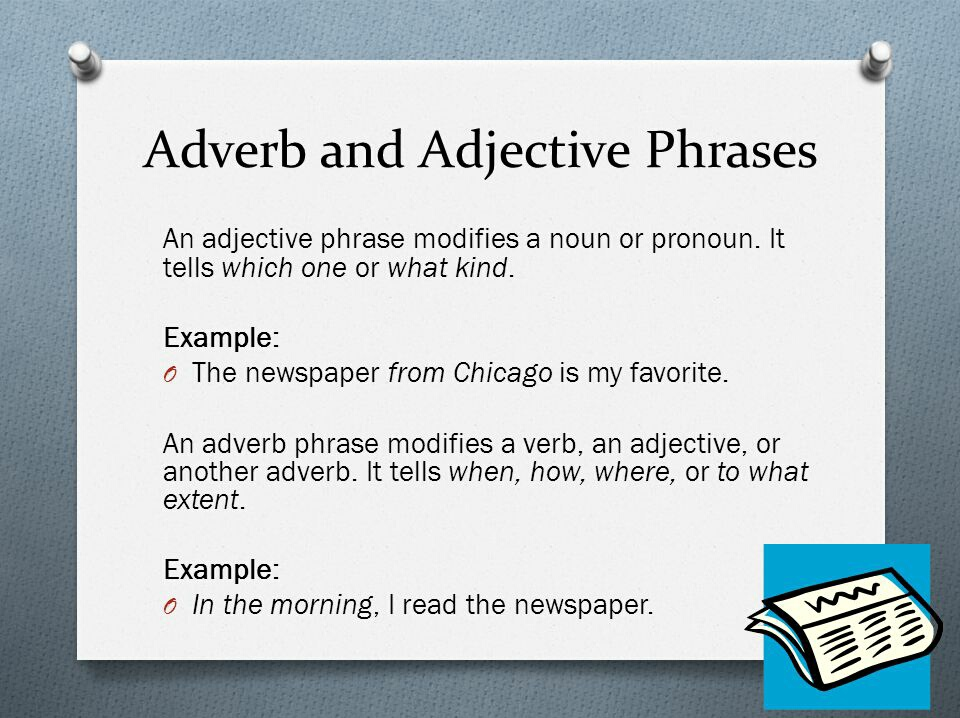 Adverb and Adjective Phrases
An adjective phrase modifies a noun or pronoun. It
tells which one or what kind.
Example:
The newspaper from Chicago is my favorite.
An adverb phrase modifies a verb, an adjective, or
another adverb. It tells when, how, where, or to what
extent.
Example:
In the morning, I read the newspaper.